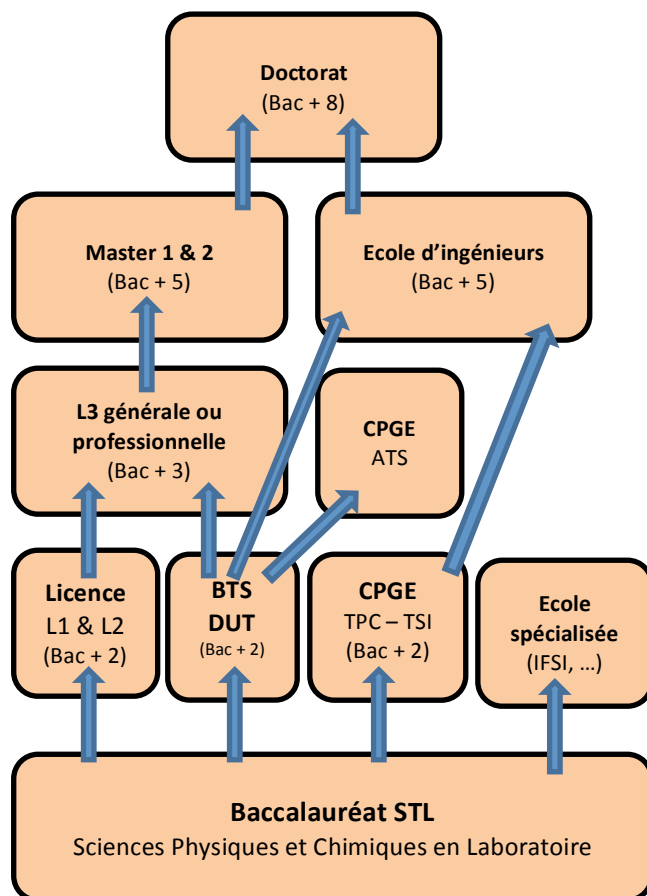 Doctorat
(Bac + 8)
Master 1 & 2
(Bac + 5)
Ecole d’ingénieurs
(Bac + 5)
L3 générale ou
professionnelle
(Bac + 3)
CPGE
ATS
Licence
L1 & L2
(Bac + 2)
BTS
DUT
(Bac + 2)
CPGE
TPC – TSI
(Bac + 2)
Ecole
spécialisée
(IFSI, …)
Baccalauréat STL
Sciences Physiques et Chimiques en Laboratoire